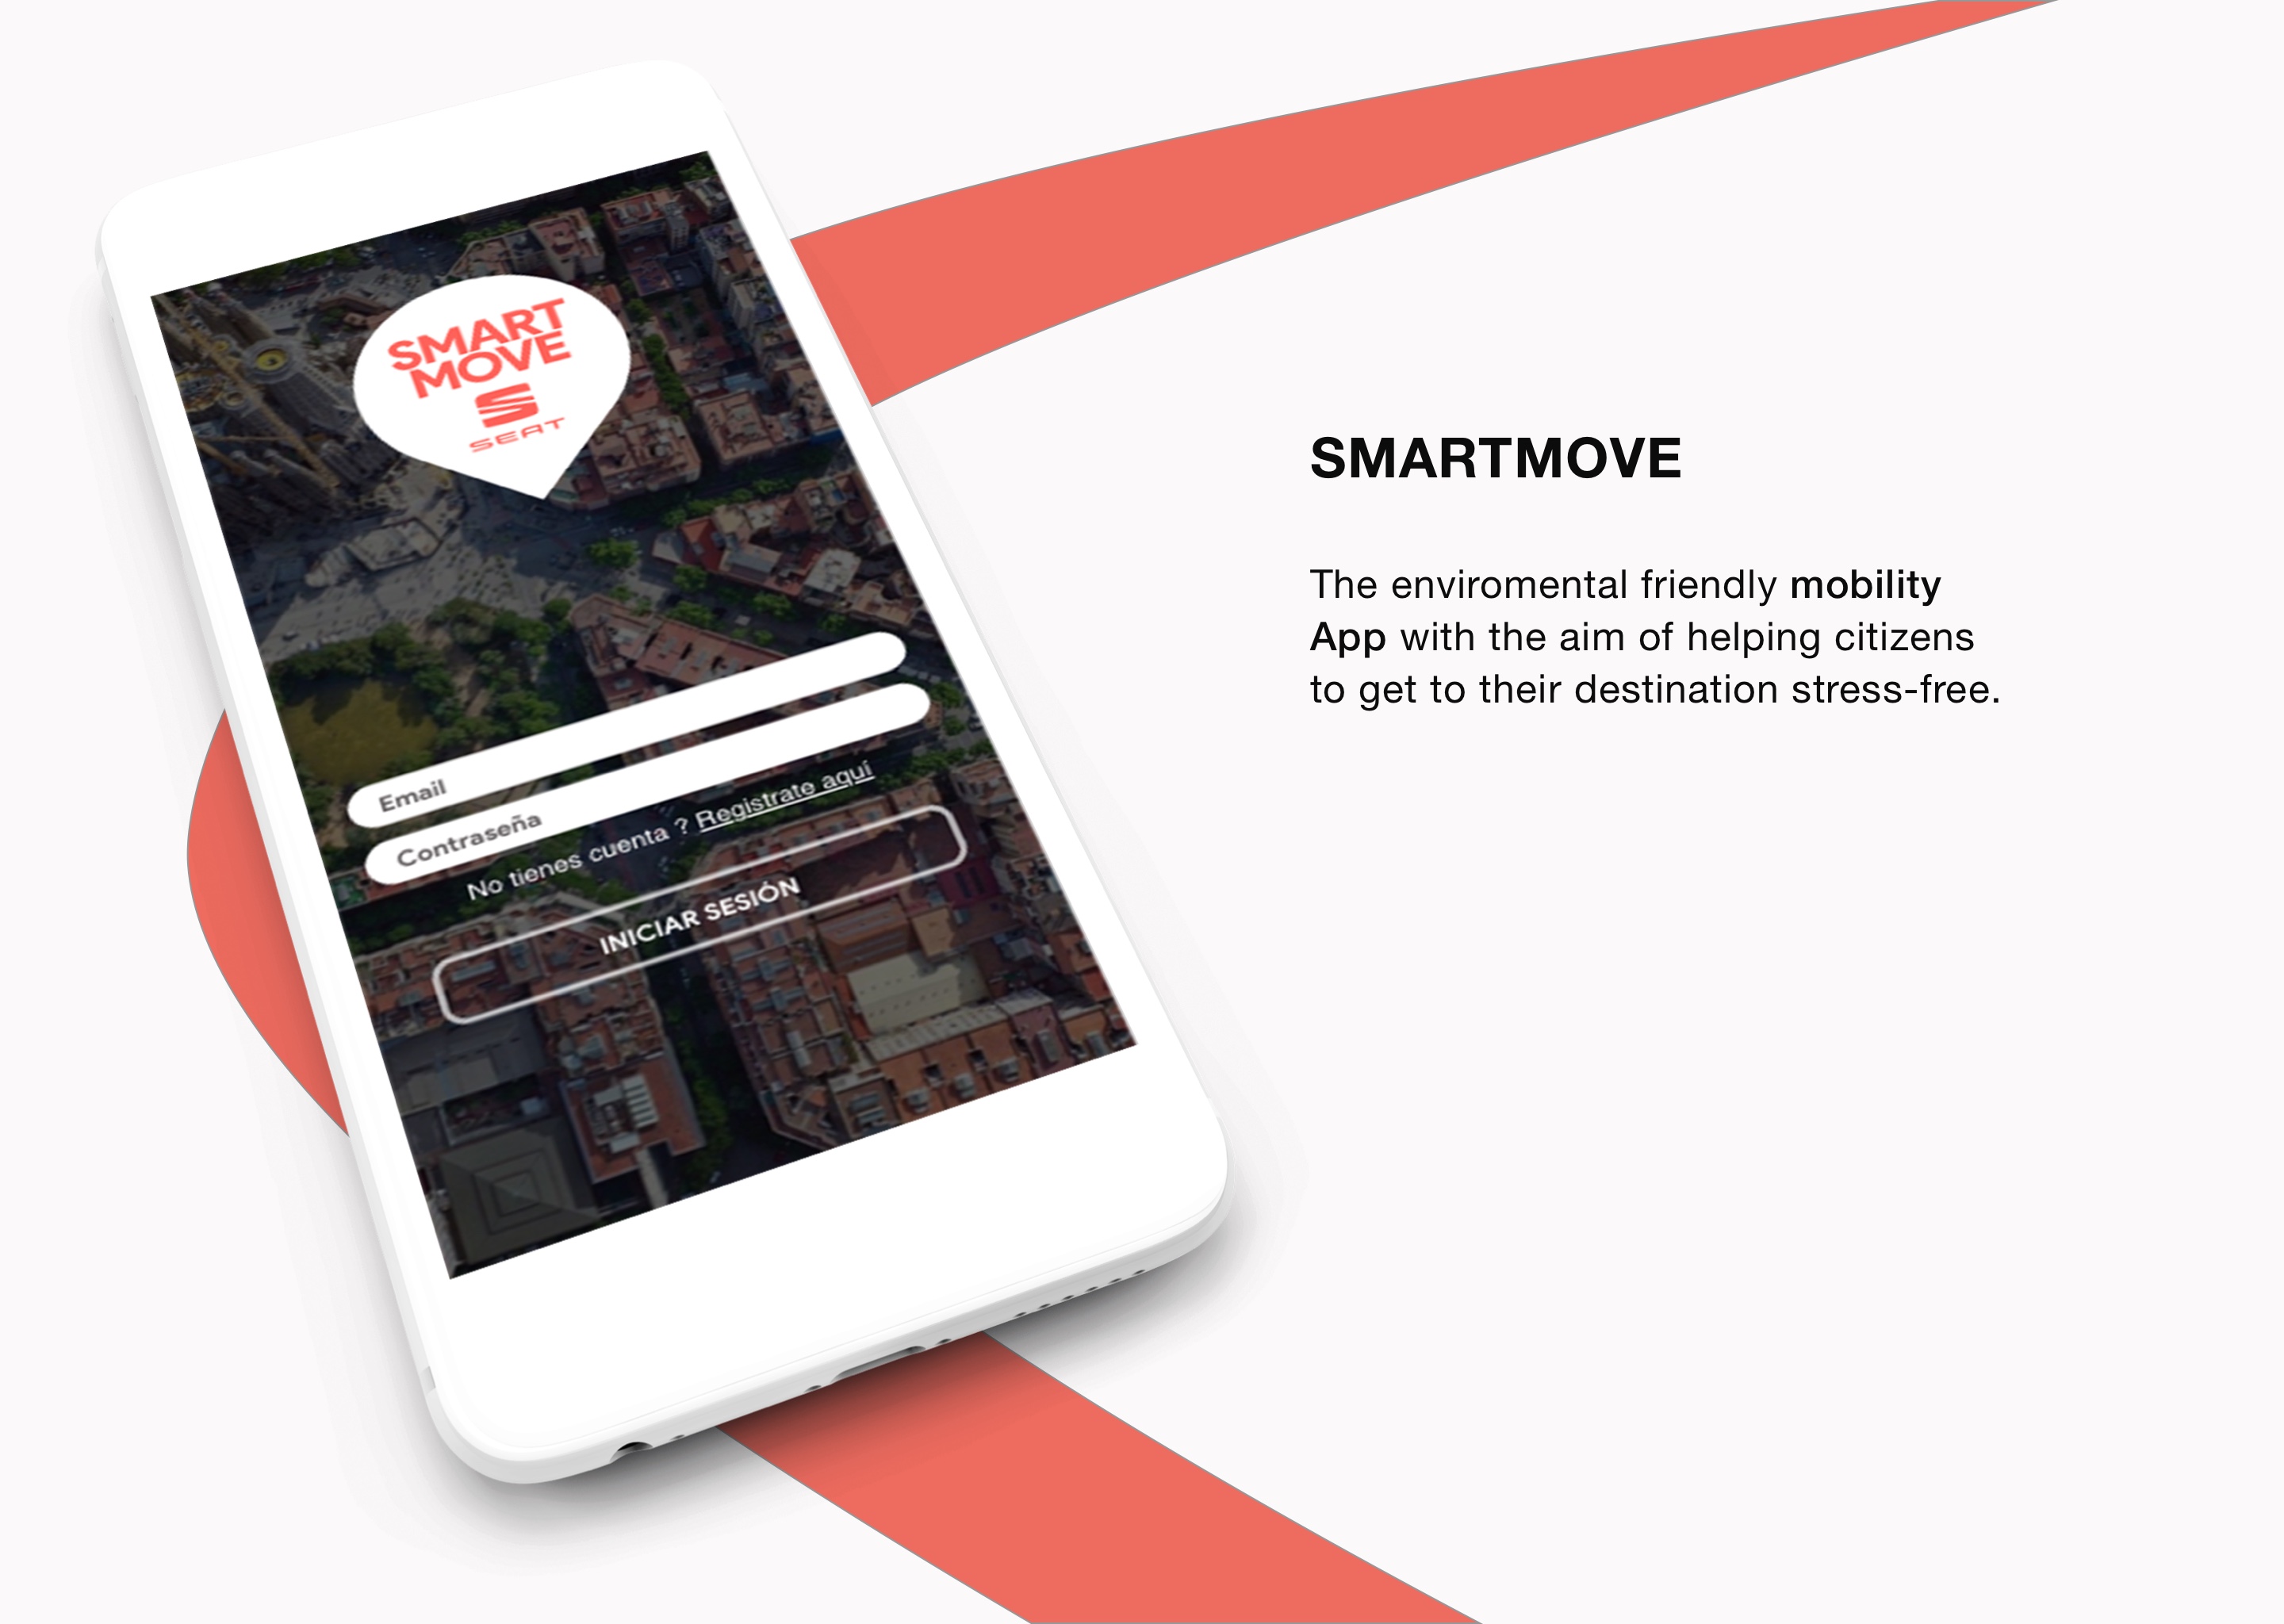 SMART
MOVE
SEAT
Email
Contraseña
No tienes cuenta ? Registrate aquí
INICIAR SESIÓN
SMARTMOVE
The enviromental friendly mobility
App with the aim of helping citizens
to get to their destination stress-free.